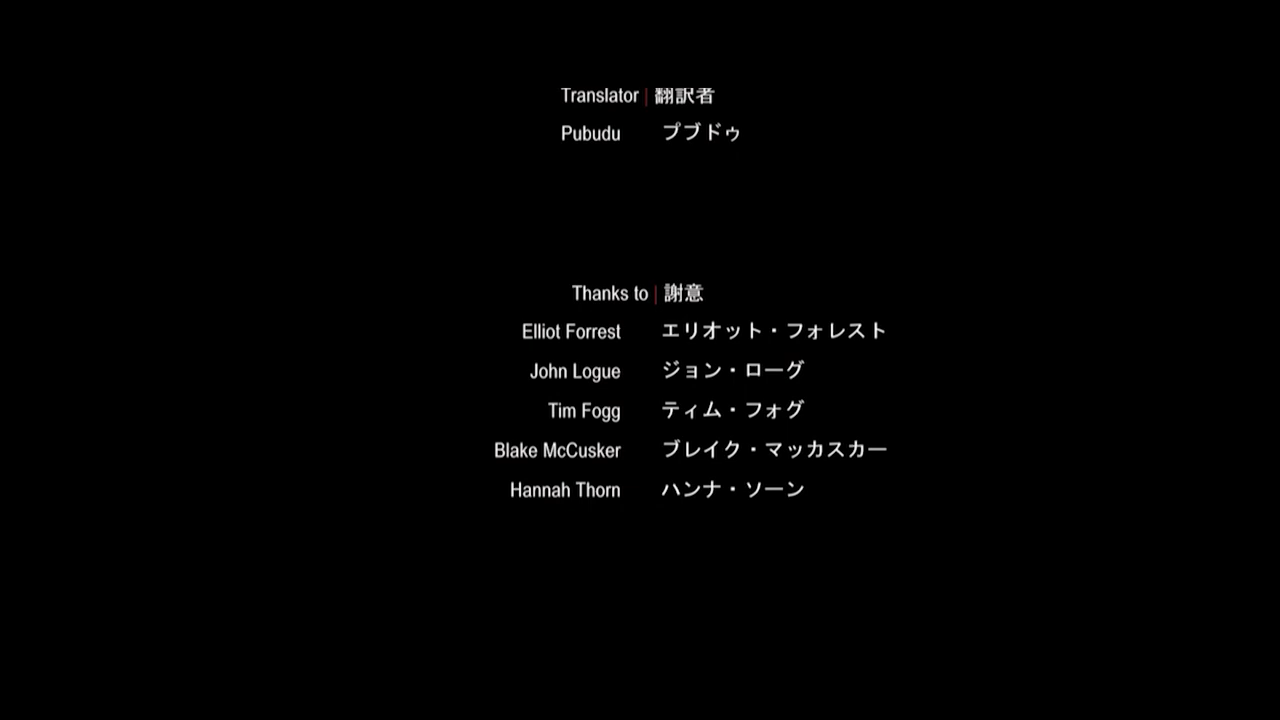 Translator | 翻訳者
Pubudu プブドゥ
Thanks to | 謝意
Elliot Forrest エリオット・フォレスト
John Logue ジョン・ローグ
Tim Fogg ティム・フォグ
Blake McCusker ブレイク・マッカスカー
Hannah Thorn ハンナ・ソーン